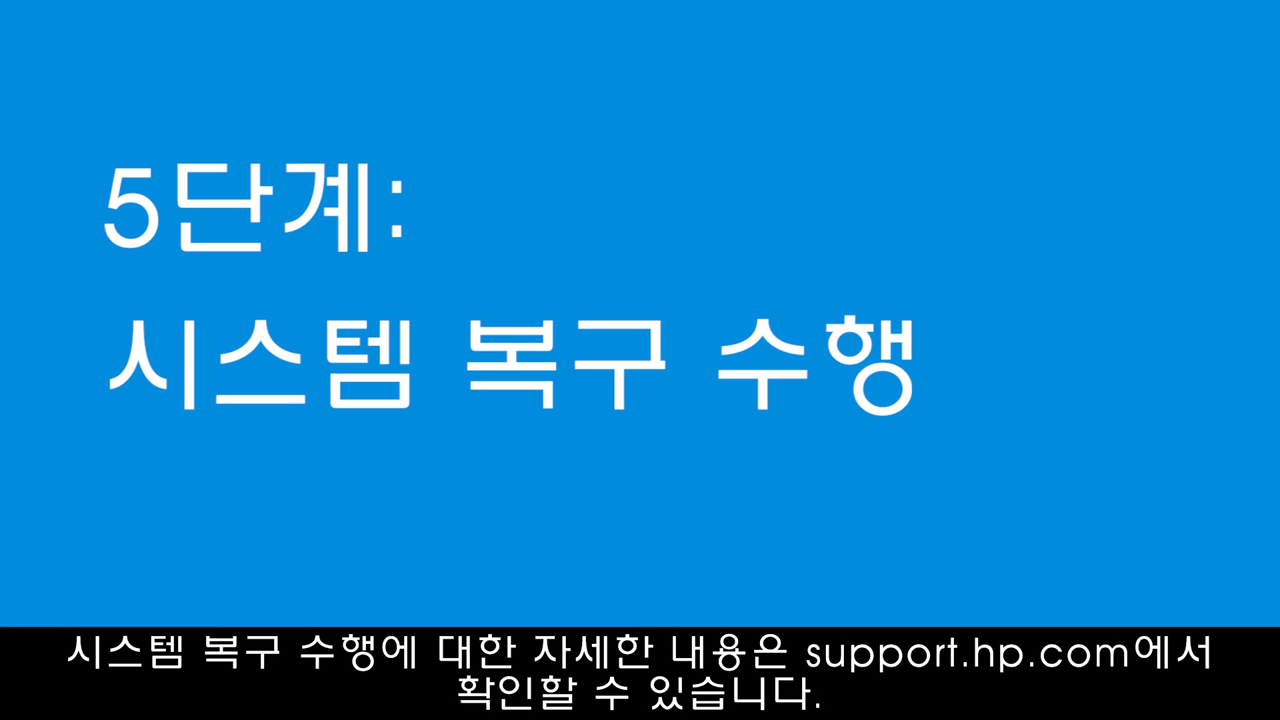 5단계:
시스템 복구 수행
시스템 복구 수행에 대한 자세한 내용은 support.hp.com에서
확인할 수 있습니다.